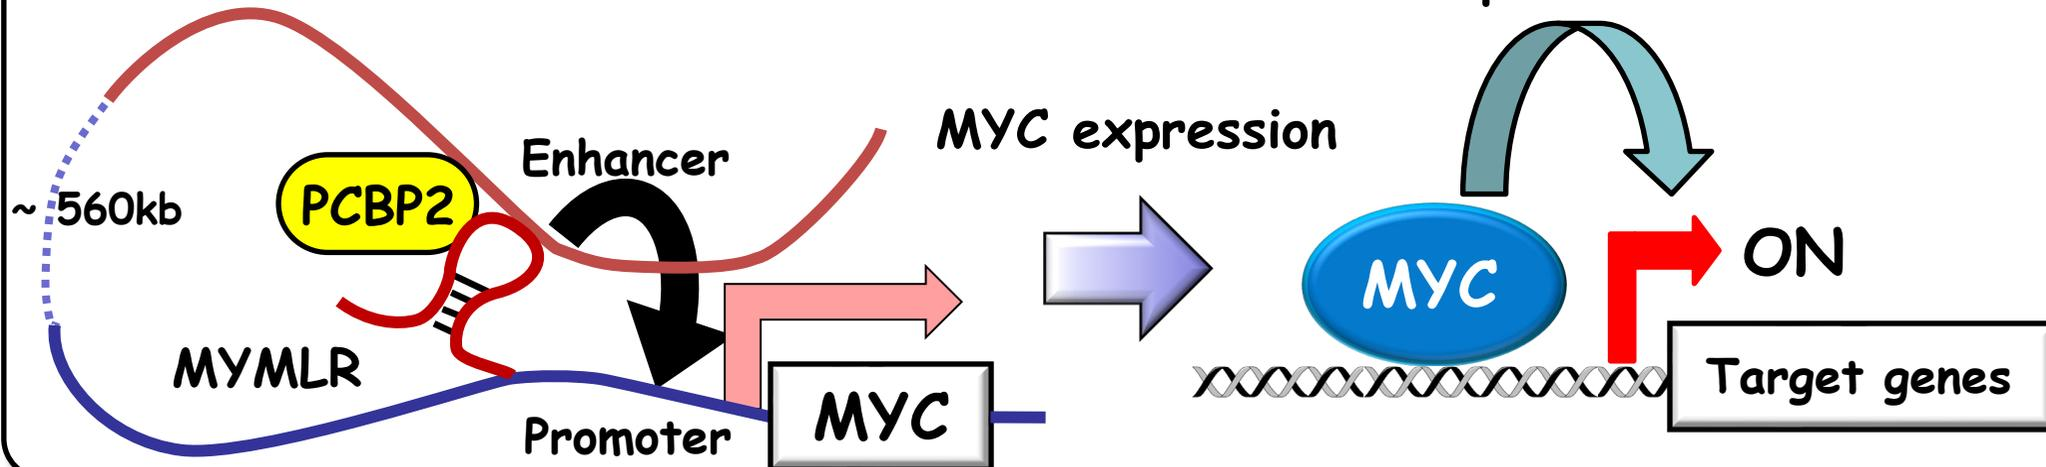 MYC expression
Enhancer
PCBP2
~ 560kb
MYC
ON
MYMLR
Target genes
Promoter
MYC